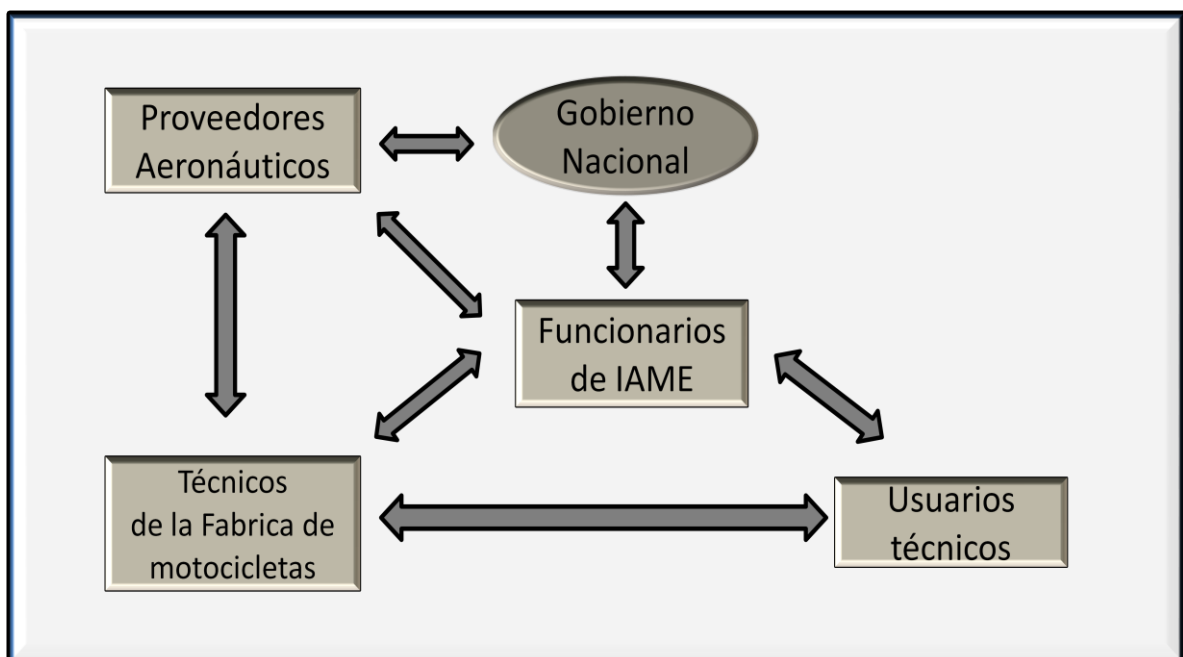 Proveedores
Aeronáuticos
Gobierno
Nacional
Funcionarios
de IAME
Técnicos
de la Fabrica de
motocicletas
Usuarios
técnicos